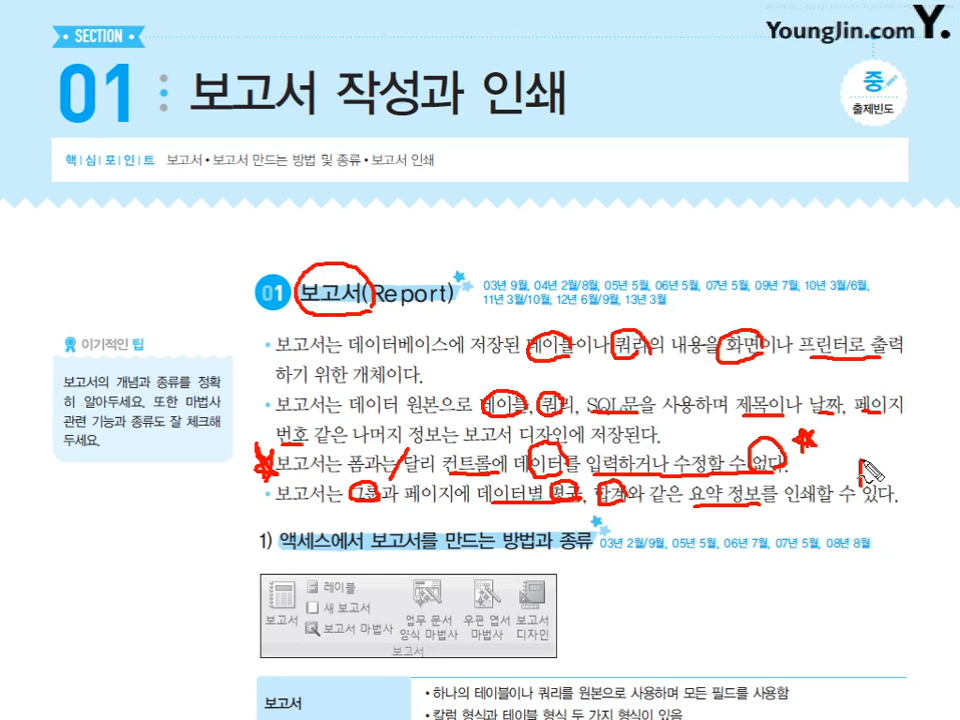 YoungJin.com Y.
SECTION
01 보고서 작성과 인쇄
중
출제빈도
핵|심|포|인|트 보고서 • 보고서 만드는 방법 및 종류 • 보고서 인쇄
01 보고서(Report)
03년 9월, 04년 2월/8월, 05년 5월, 06년 5월, 07년 5월, 09년 7월, 10년 3월/6월,
11년 3월/10월, 12년 6월/9월, 13년 3월
이기적인 팁
보고서의 개념과 종류를 정확
히 알아두세요. 또한 마법사
관련 기능과 종류도 잘 체크해
두세요.
• 보고서는 데이터베이스에 저장된 테이블이나 쿼리의 내용을 화면이나 프린터로 출력
하기 위한 개체이다.
• 보고서는 데이터 원본으로 테이블, 쿼리, SQL문을 사용하며 제목이나 날짜, 페이지
번호 같은 나머지 정보는 보고서 디자인에 저장된다.
• 보고서는 폼과는 달리 컨트롤에 데이터를 입력하거나 수정할 수 없다.
• 보고서는 그룹과 페이지에 데이터별 평균, 합계와 같은 요약 정보를 인쇄할 수 있다.
1) 액세스에서 보고서를 만드는 방법과 종류
03년 2월/9월, 05년 5월, 06년 7월, 07년 5월, 08년 8월
보고서
레이블
새 보고서
보고서 마법사
업무 문서
양식 마법사
우편 엽서
마법사
보고서
디자인
보고서
보고서
• 하나의 테이블이나 쿼리를 원본으로 사용하며 모든 필드를 사용함
• 칼럼 형식과 테이블 형식 두 가지 형식이 있음